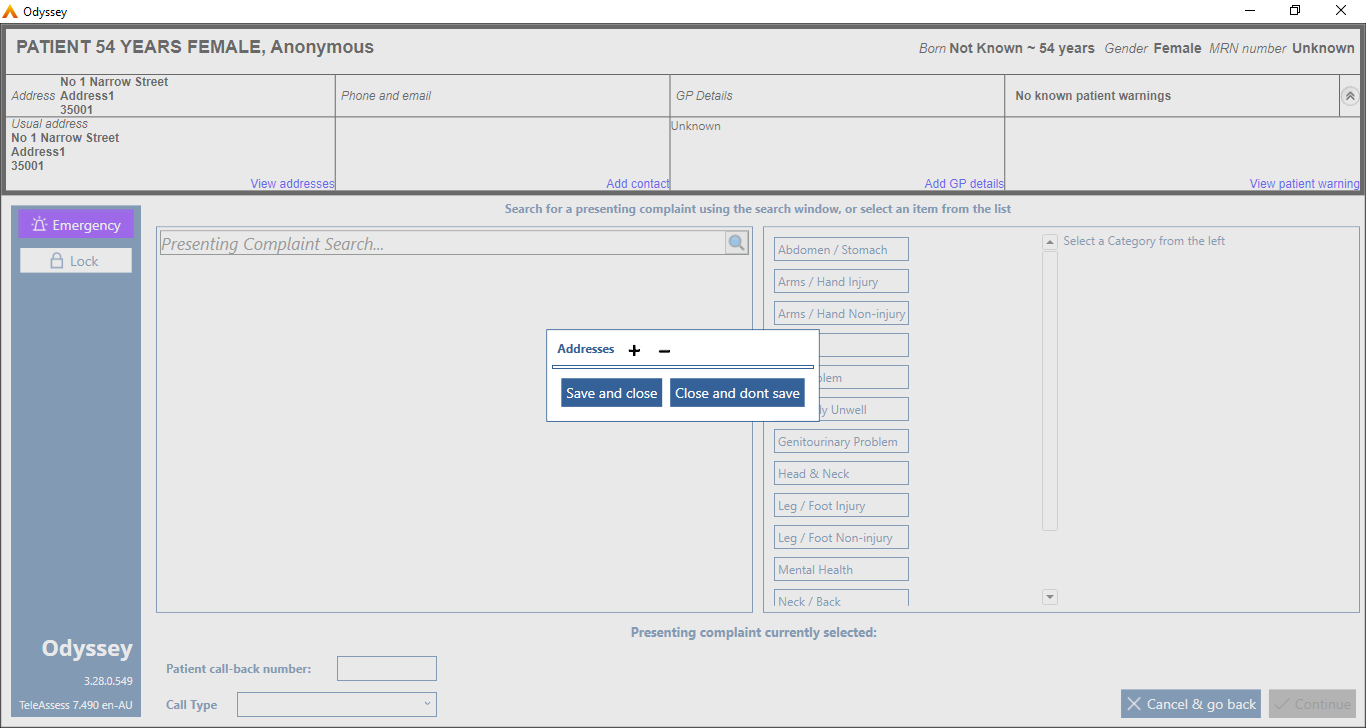 Odyssey
PATIENT 54 YEARS FEMALE, Anonymous
Born Not Known ~ 54 years Gender Female MRN number Unknown
Address
No 1 Narrow Street
Address1
35001
Phone and email
GP Details
No known patient warnings
Usual address
No 1 Narrow Street
Address1
35001
View addresses
Add contact
Unknown
Add GP details
View patient warning
Emergency
Lock
Search for a presenting complaint using the search window, or select an item from the list
Presenting Complaint Search...
Abdomen / Stomach
Arms / Hand Injury
Arms / Hand Non-injury
Unwell
Genitourinary Problem
Head & Neck
Leg / Foot Injury
Leg / Foot Non-injury
Mental Health
Neck / Back
Select a Category from the left
Addresses + −
Save and close
Close and dont save
Presenting complaint currently selected:
Patient call-back number:
Call Type
Odyssey
3.28.0.549
TeleAssess 7.490 en-AU
Cancel & go back
Continue